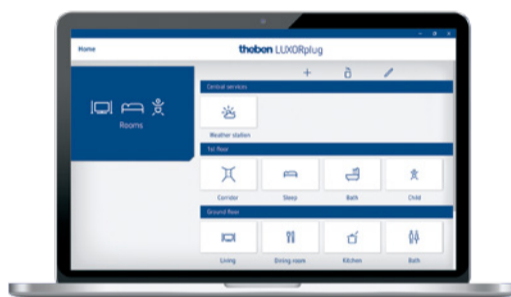 Home
theben LUXORplug
Rooms
Central services
Weather station
1st floor
Corridor
Sleep
Bath
Child
Ground floor
Living
Dining room
Kitchen
Bath